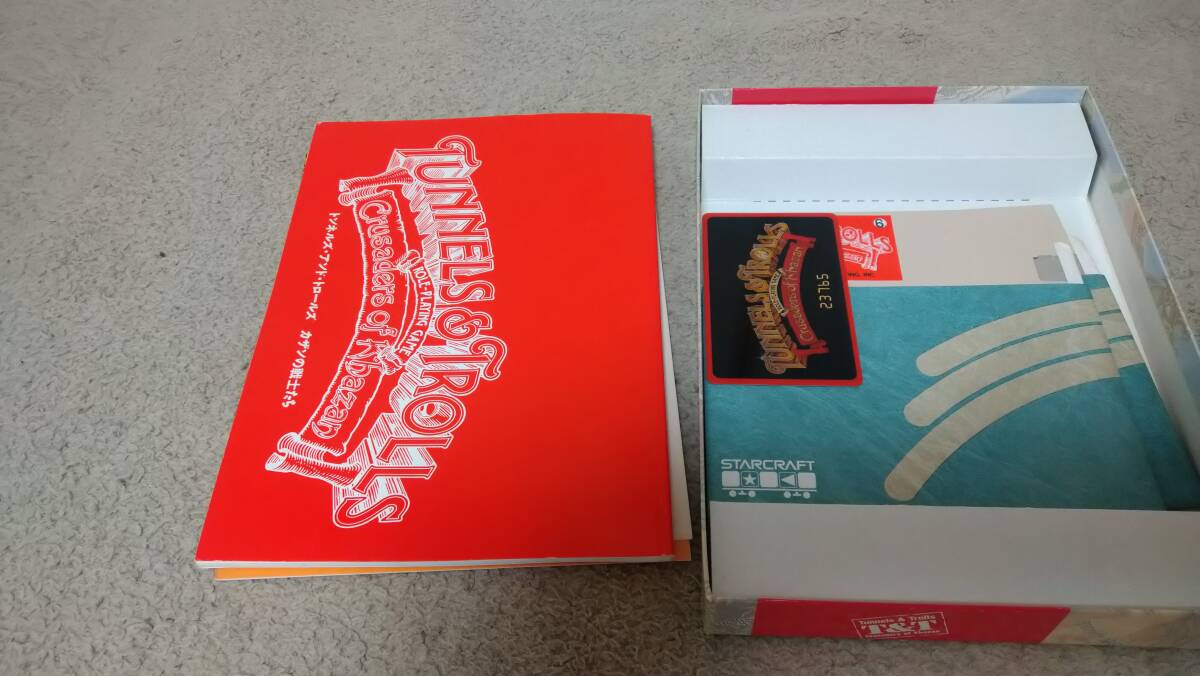 TUNNELS & TROLLS
ROLE-PLAYING GAME
Crusaders of Khazan
トンネルズ・アンド・トロールズ カザンの戦士たち
TUNNELS & TROLLS
Crusaders of Khazan
23765
STARCRAFT
Tunnels & Trolls
T&T